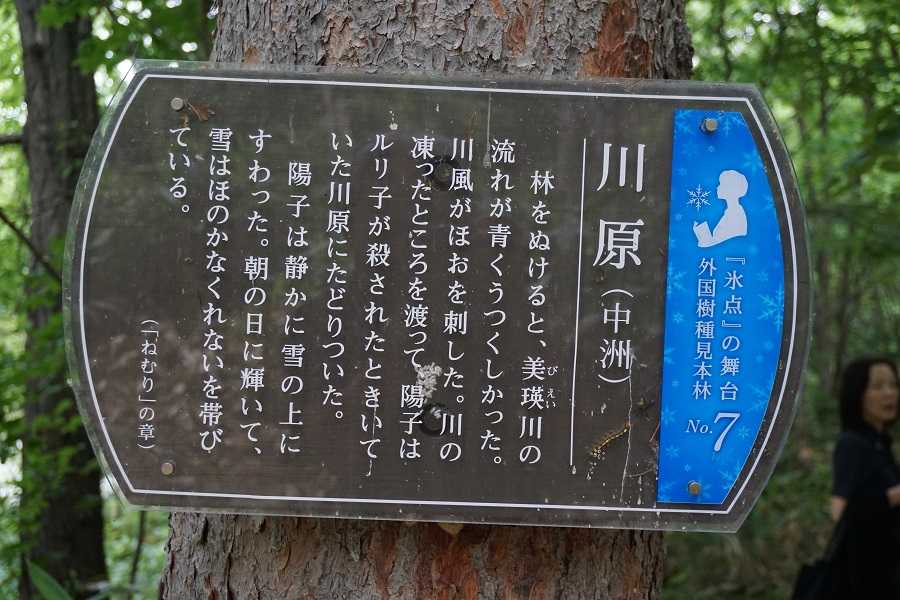 『氷点』の舞台
外国樹種見本林
No.7
川原（中洲）
林をぬけると、美瑛川の
びえい
流れが青くうつくしかった。
川風がほおを刺した。川の
凍ったところを渡って、陽子は
ルリ子が殺されたときいて
いた川原にたどりついた。
陽子は静かに雪の上に
すわった。朝の日に輝いて、
雪はほのかなくれないを帯び
ている。
（「ねむり」の章）